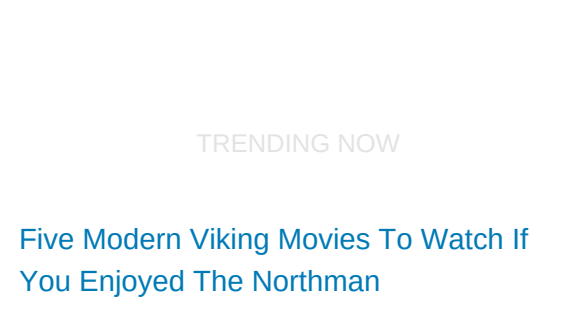 TRENDING NOW
Five Modern Viking Movies To Watch If
You Enjoyed The Northman